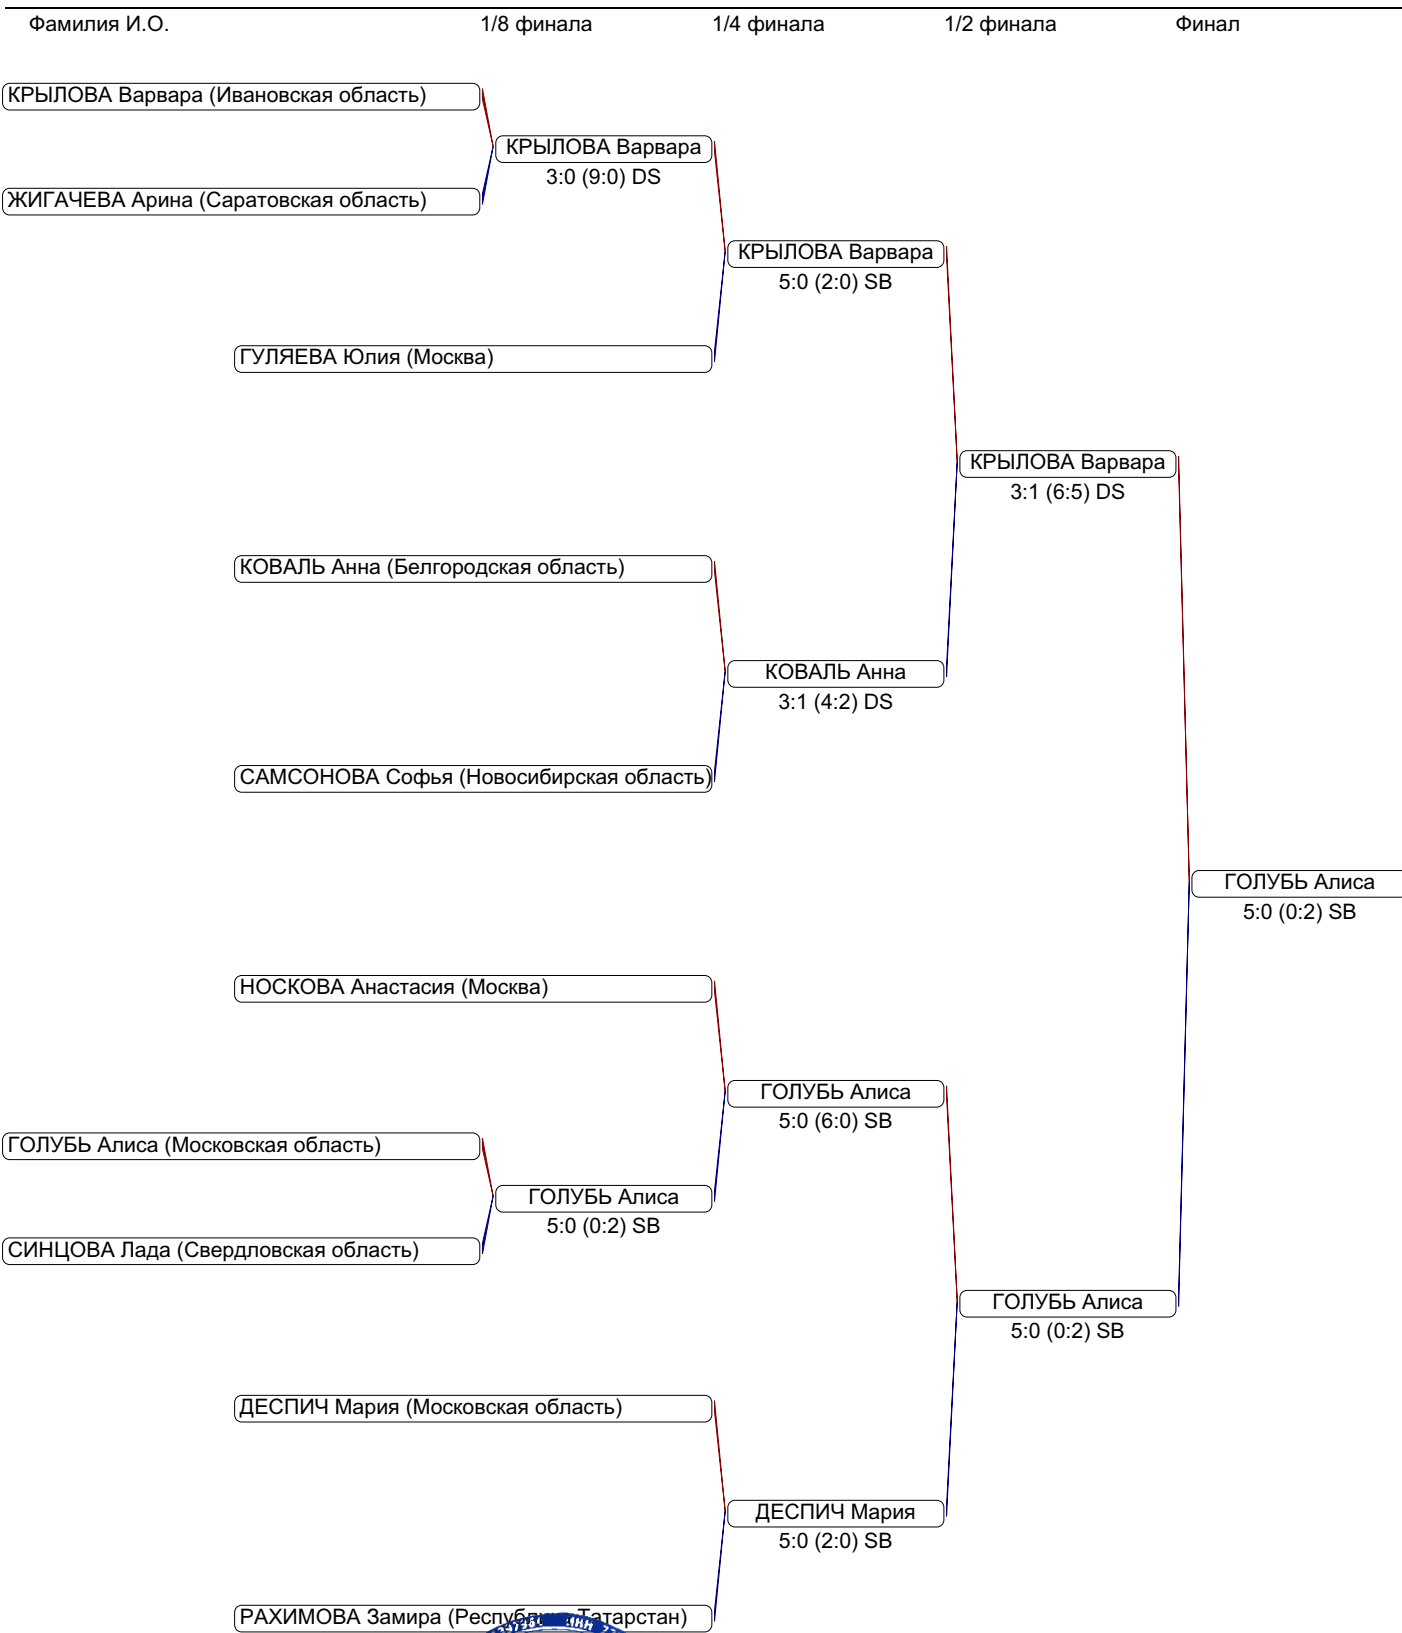 Фамилия И.О. 1/8 финала 1/4 финала 1/2 финала Финал
КРЫЛОВА Варвара (Ивановская область)
КРЫЛОВА Варвара
3:0 (9:0) DS
ЖИГАЧЕВА Арина (Саратовская область)
КРЫЛОВА Варвара
5:0 (2:0) SB
ГУЛЯЕВА Юлия (Москва)
КРЫЛОВА Варвара
3:1 (6:5) DS
КОВАЛЬ Анна (Белгородская область)
КОВАЛЬ Анна
3:1 (4:2) DS
САМСОНОВА Софья (Новосибирская область)
ГОЛУБЬ Алиса
5:0 (0:2) SB
НОСКОВА Анастасия (Москва)
ГОЛУБЬ Алиса
5:0 (6:0) SB
ГОЛУБЬ Алиса (Московская область)
ГОЛУБЬ Алиса
5:0 (0:2) SB
СИНЦОВА Лада (Свердловская область)
ГОЛУБЬ Алиса
5:0 (0:2) SB
ДЕСПИЧ Мария (Московская область)
ДЕСПИЧ Мария
5:0 (2:0) SB
РАХИМОВА Замира (Республика Татарстан)